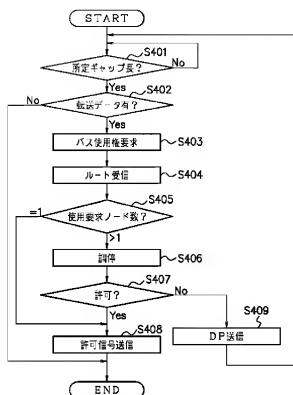 START
S401
所定ギャップ長?
No
Yes
S402
No
転送データ有?
Yes
バス使用権要求
S403
ルート受信
S404
S405
使用要求ノード数?
=1
>1
調停
S406
S407
許可?
No
Yes
S409
S408
DP送信
許可信号送信
END